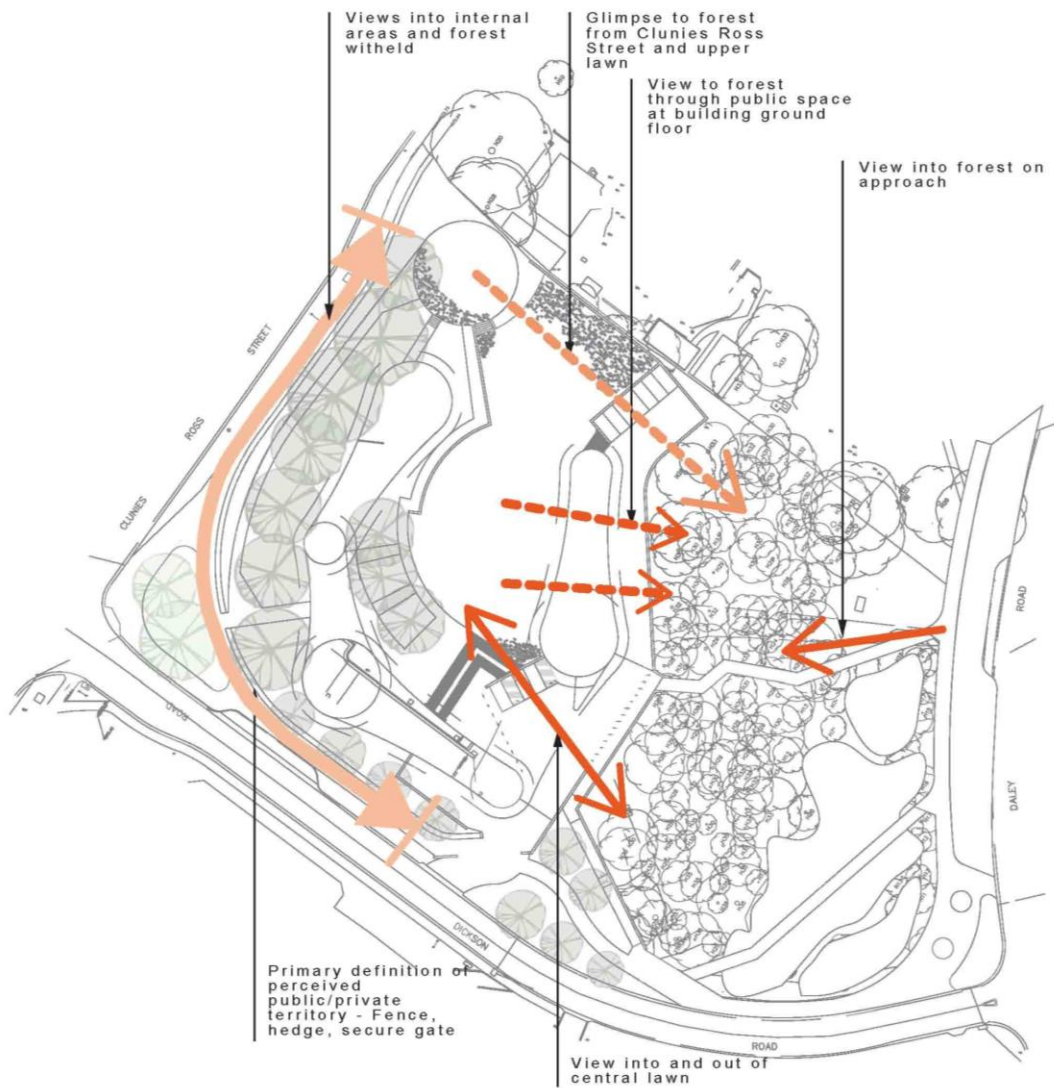 Views into internal
areas and forest
witheld
Glimpse to forest
from Clunies Ross
Street and upper
lawn
View to forest
through public space
at building ground
floor
View into forest on
approach
STREET
ROSS
CLUNIES
ROAD
ROAD
DALEY
DICKSON
ROAD
Primary definition of
perceived
public/private
territory - Fence,
hedge, secure gate
View into and out of
central lawn